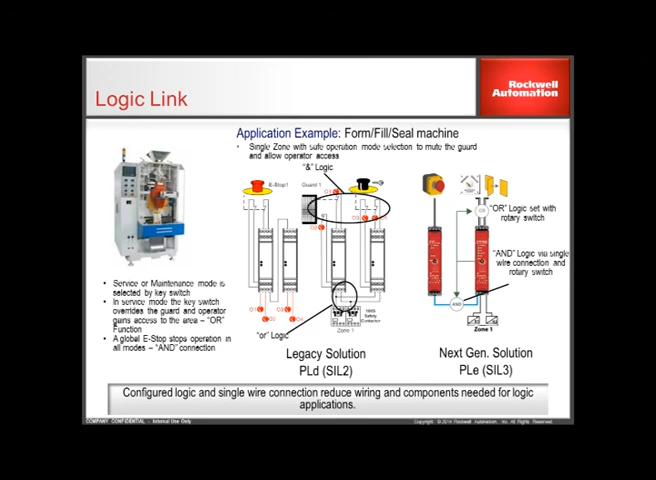 Logic Link
Rockwell
Automation
Application Example: Form/Fill/Seal machine
• Single Zone with safe operation mode selection to mute the guard
and allow operator access
"&" Logic
E-Stop1
Guard 1
"OR" Logic set with
rotary switch
"AND" Logic via single
wire connection and
rotary switch
OR
AND
• Service or Maintenance mode is
selected by key switch
• In service mode the key switch
overrides the guard and operator
gains access to the area – "OR"
Function
• A global E-Stop stops operation in
all modes – "AND" connection
100S
Safety
Contactor
Zone 1
Zone 1
"or" Logic
Legacy Solution
PLd (SIL2)
Next Gen. Solution
PLe (SIL3)
Configured logic and single wire connection reduce wiring and components needed for logic
applications.
COMPANY CONFIDENTIAL - Internal Use Only
Copyright © 2014 Rockwell Automation, Inc. All Rights Reserved.